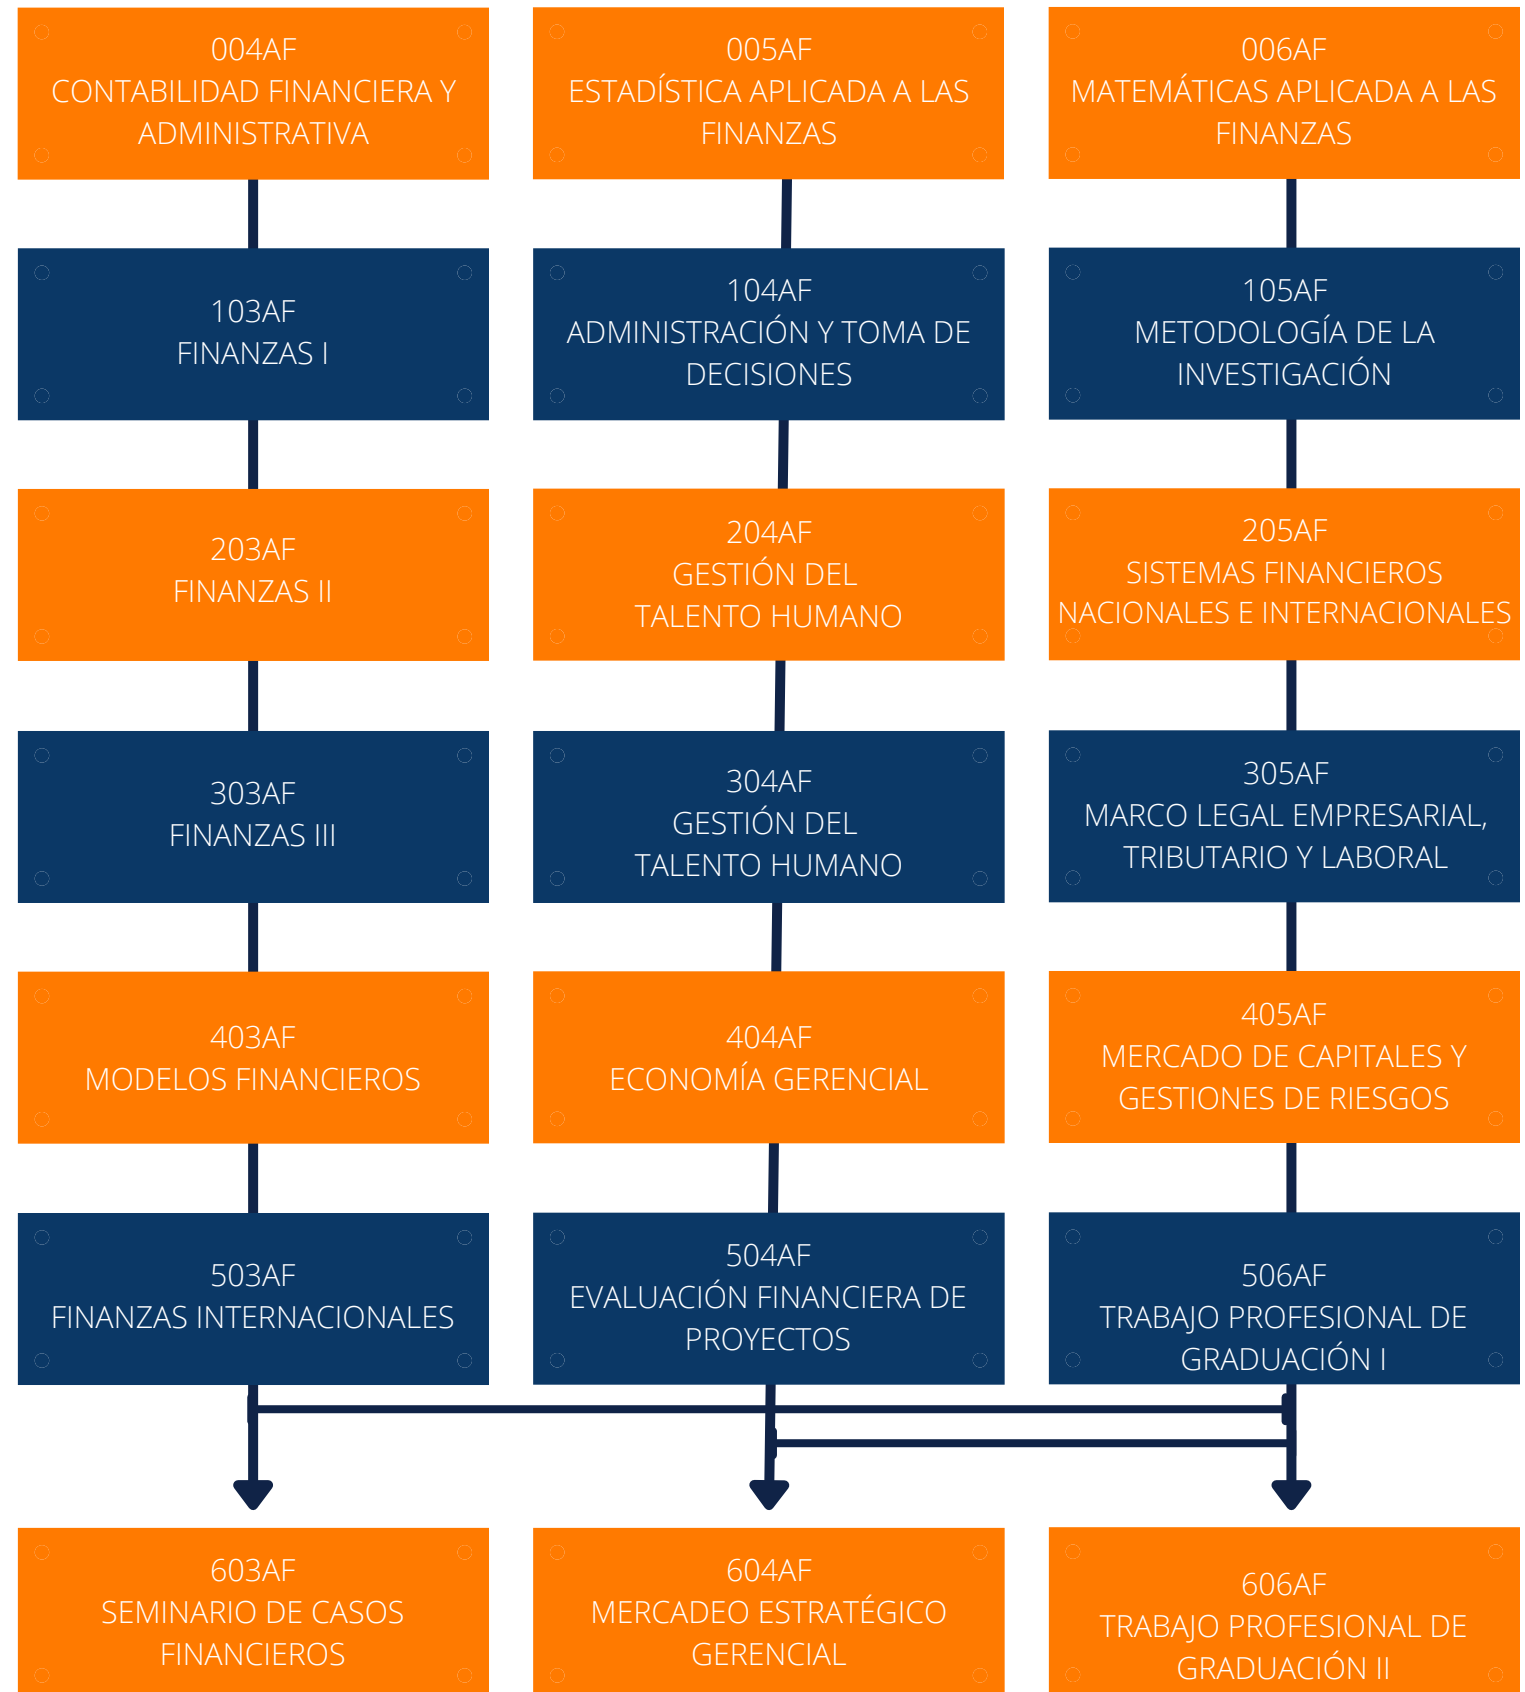 004AF
CONTABILIDAD FINANCIERA Y
ADMINISTRATIVA
005AF
ESTADÍSTICA APLICADA A LAS
FINANZAS
006AF
MATEMÁTICAS APLICADA A LAS
FINANZAS
103AF
FINANZAS I
104AF
ADMINISTRACIÓN Y TOMA DE
DECISIONES
105AF
METODOLOGÍA DE LA
INVESTIGACIÓN
203AF
FINANZAS II
204AF
GESTIÓN DEL
TALENTO HUMANO
205AF
SISTEMAS FINANCIEROS
NACIONALES E INTERNACIONALES
303AF
FINANZAS III
304AF
GESTIÓN DEL
TALENTO HUMANO
305AF
MARCO LEGAL EMPRESARIAL,
TRIBUTARIO Y LABORAL
403AF
MODELOS FINANCIEROS
404AF
ECONOMÍA GERENCIAL
405AF
MERCADO DE CAPITALES Y
GESTIONES DE RIESGOS
503AF
FINANZAS INTERNACIONALES
504AF
EVALUACIÓN FINANCIERA DE
PROYECTOS
506AF
TRABAJO PROFESIONAL DE
GRADUACIÓN I
603AF
SEMINARIO DE CASOS
FINANCIEROS
604AF
MERCADEO ESTRATÉGICO
GERENCIAL
606AF
TRABAJO PROFESIONAL DE
GRADUACIÓN II